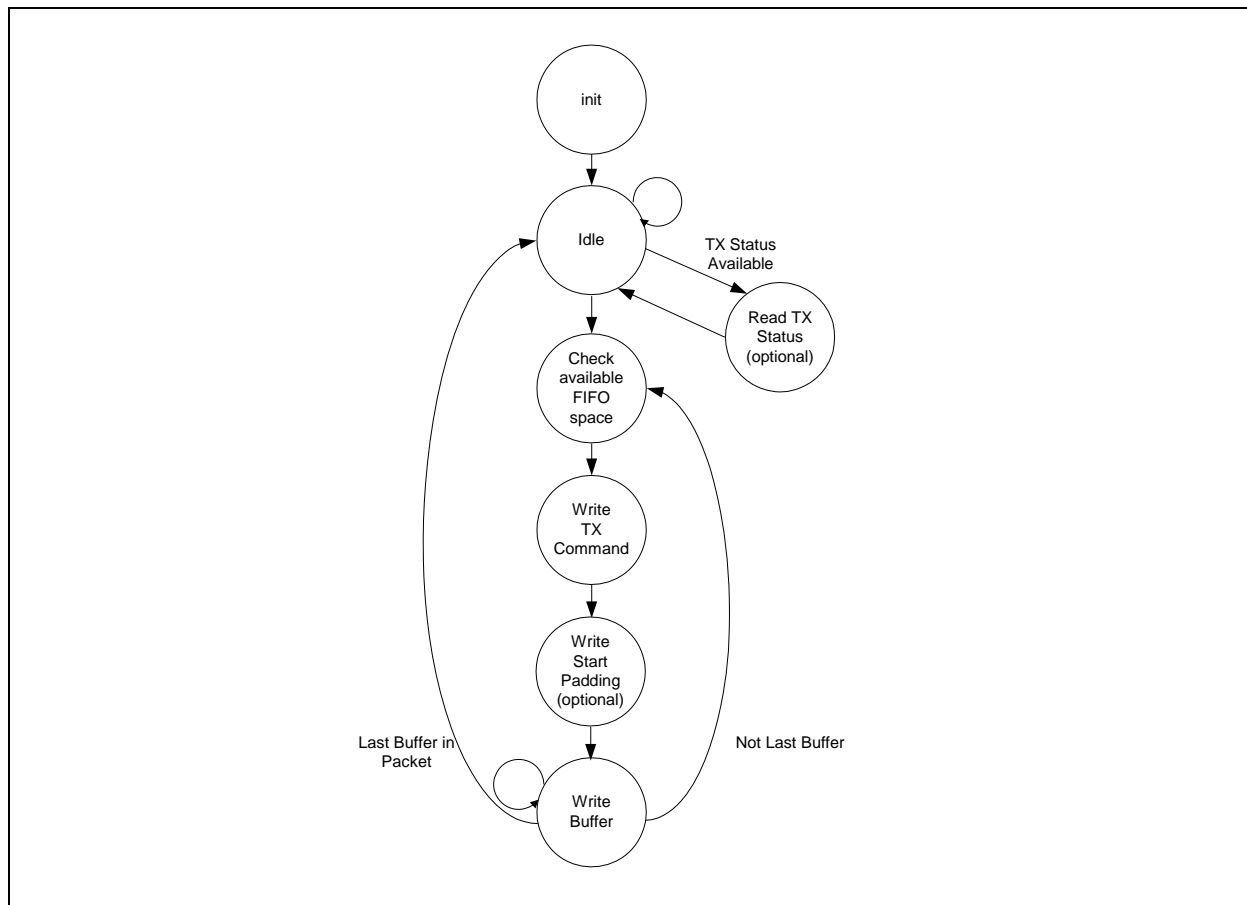 init
Idle
TX Status
Available
Read TX
Status
(optional)
Check
available
FIFO
space
Write
TX
Command
Write
Start
Padding
(optional)
Last Buffer in
Packet
Not Last Buffer
Write
Buffer